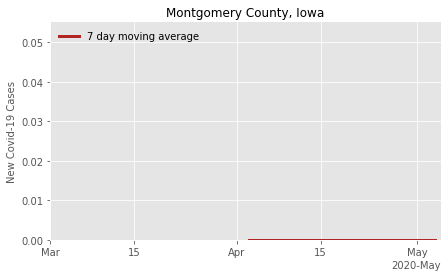 Montgomery County, Iowa
7 day moving average
New Covid-19 Cases
0.05
0.04
0.03
0.02
0.01
0.00
Mar 15 Apr 15 May
2020-May